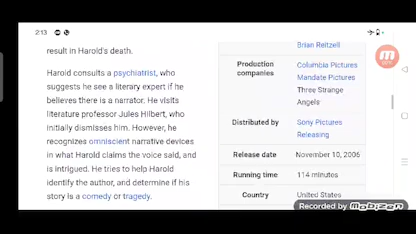 2:13
result in Harold's death.
Harold consults a psychiatrist, who
suggests he see a literary expert if he
believes there is a narrator. He visits
literature professor Jules Hilbert, who
initially dismisses him. However, he
recognizes omniscient narrative devices
in what Harold claims the voice said, and
is intrigued. He tries to help Harold
identify the author, and determine if his
story is a comedy or tragedy.
Brian Reitzell
Production companies
Columbia Pictures
Mandate Pictures
Three Strange
Angels
Distributed by
Sony Pictures
Releasing
Release date
November 10, 2006
Running time
114 minutes
Country
United States
Recorded by Mobizen